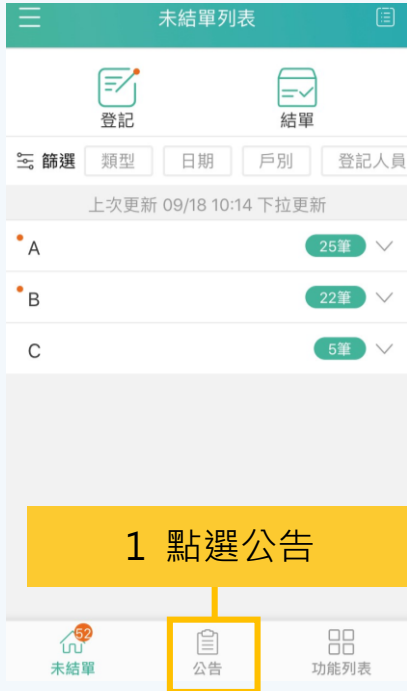 未結單列表
登記 結單
篩選 類型 日期 戶別 登記人員
上次更新 09/18 10:14 下拉更新
A 25筆
B 22筆
C 5筆
1 點選公告
52
未結單 公告 功能列表